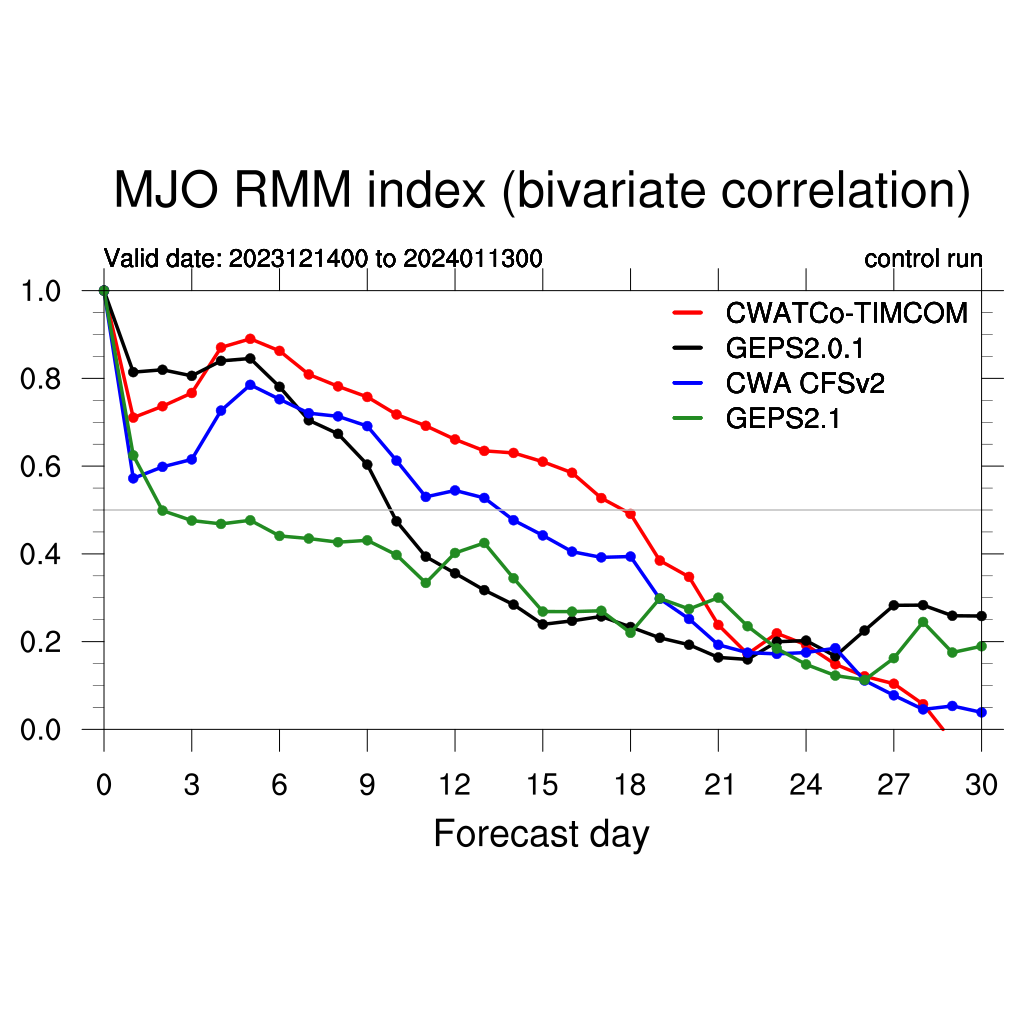 MJO RMM index (bivariate correlation)
Valid date: 2023121400 to 2024011300 control run
1.0
CWATCo-TIMCOM
GEPS2.0.1
0.8
CWA CFSv2
GEPS2.1
0.6
0.4
0.2
0.0
0 3 6 9 12 15 18 21 24 27 30
Forecast day